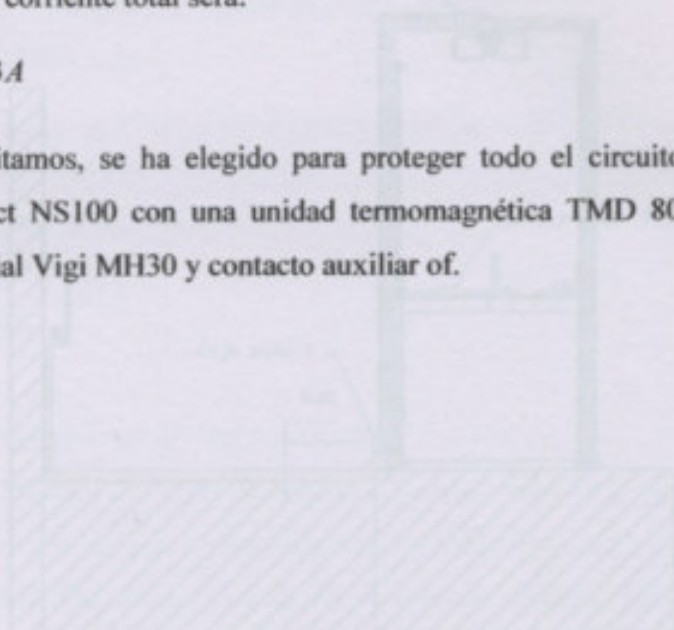 corriente total será:
A
itamos, se ha elegido para proteger todo el circuito
ct NS100 con una unidad termomagnética TMD 80
al Vigi MH30 y contacto auxiliar of.